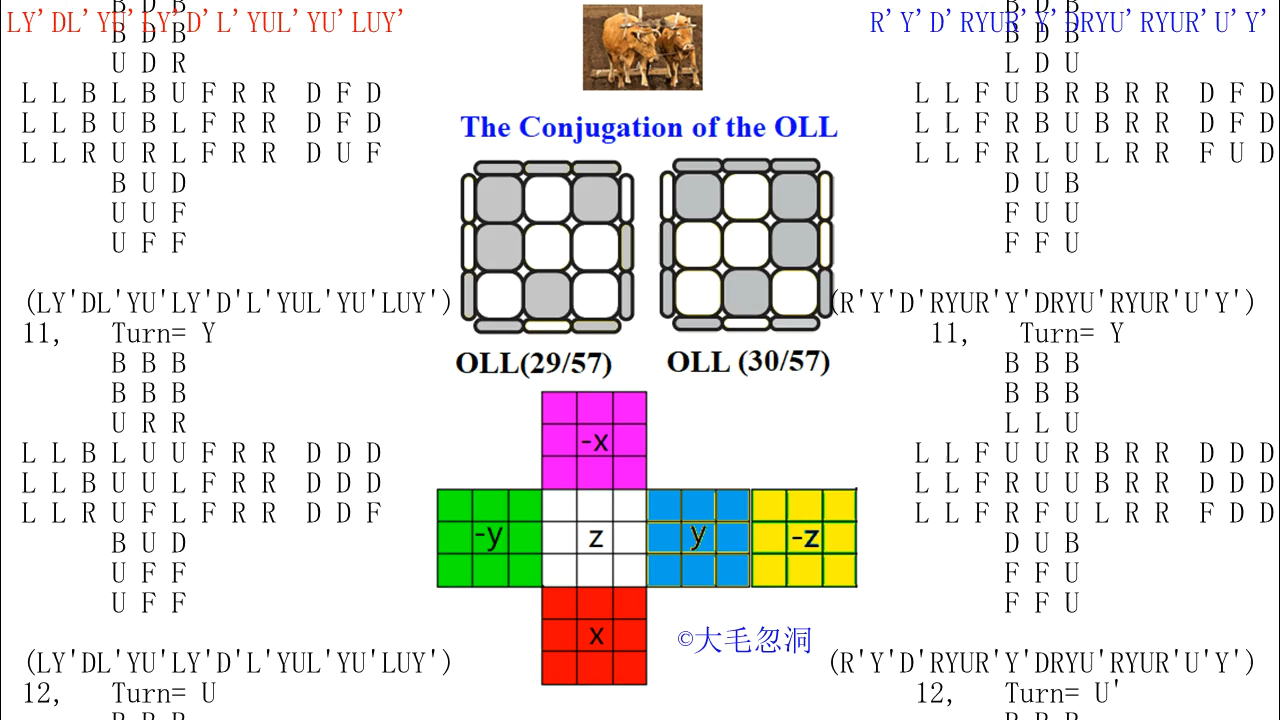 B D B
LY'DL'YU'LY'D'L'YUL'YU'LUY'
B D B
U D R
L L B L B U F R R D F D
L L B U B L F R R D F D
L L R U R L F R R D U F
B U D
U U F
U F F
(LY'DL'YU'LY'D'L'YUL'YU'LUY')
11, Turn= Y
B B B
B B B
U R R
L L B L U U F R R D D D
L L B U U L F R R D D D
L L R U F L F R R D D F
B U D
U F F
U F F
(LY'DL'YU'LY'D'L'YUL'YU'LUY')
12, Turn= U
B B B
The Conjugation of the OLL
OLL(29/57)
OLL (30/57)
-x
-y
z
y
-z
x
©大毛忽洞
B D B
R'Y'D'RYUR'Y'DRYU'RYUR'U'Y'
B D B
L D U
L L F U B R B R R D F D
L L F R B U B R R D F D
L L F R L U L R R F U D
D U B
F U U
F F U
(R'Y'D'RYUR'Y'DRYU'RYUR'U'Y')
11, Turn= Y
B B B
B B B
L L U
L L F U U R B R R D D D
L L F R U U B R R D D D
L L F R F U L R R F D D
D U B
F F U
F F U
(R'Y'D'RYUR'Y'DRYU'RYUR'U'Y')
12, Turn= U'
B B B